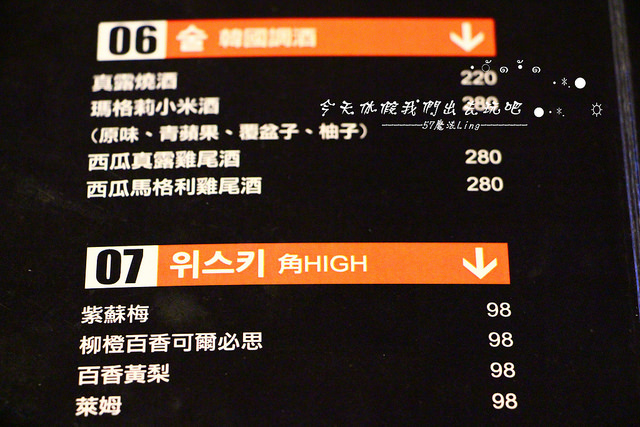 06 술 韓國調酒
真露燒酒 220
瑪格莉小米酒 280
（原味、青蘋果、覆盆子、柚子）
西瓜真露雞尾酒 280
西瓜馬格利雞尾酒 280
今天休假我們出去玩吧
57魔法Ling
07 위스키 角HIGH
紫蘇梅 98
柳橙百香可爾必思 98
百香黃梨 98
萊姆 98